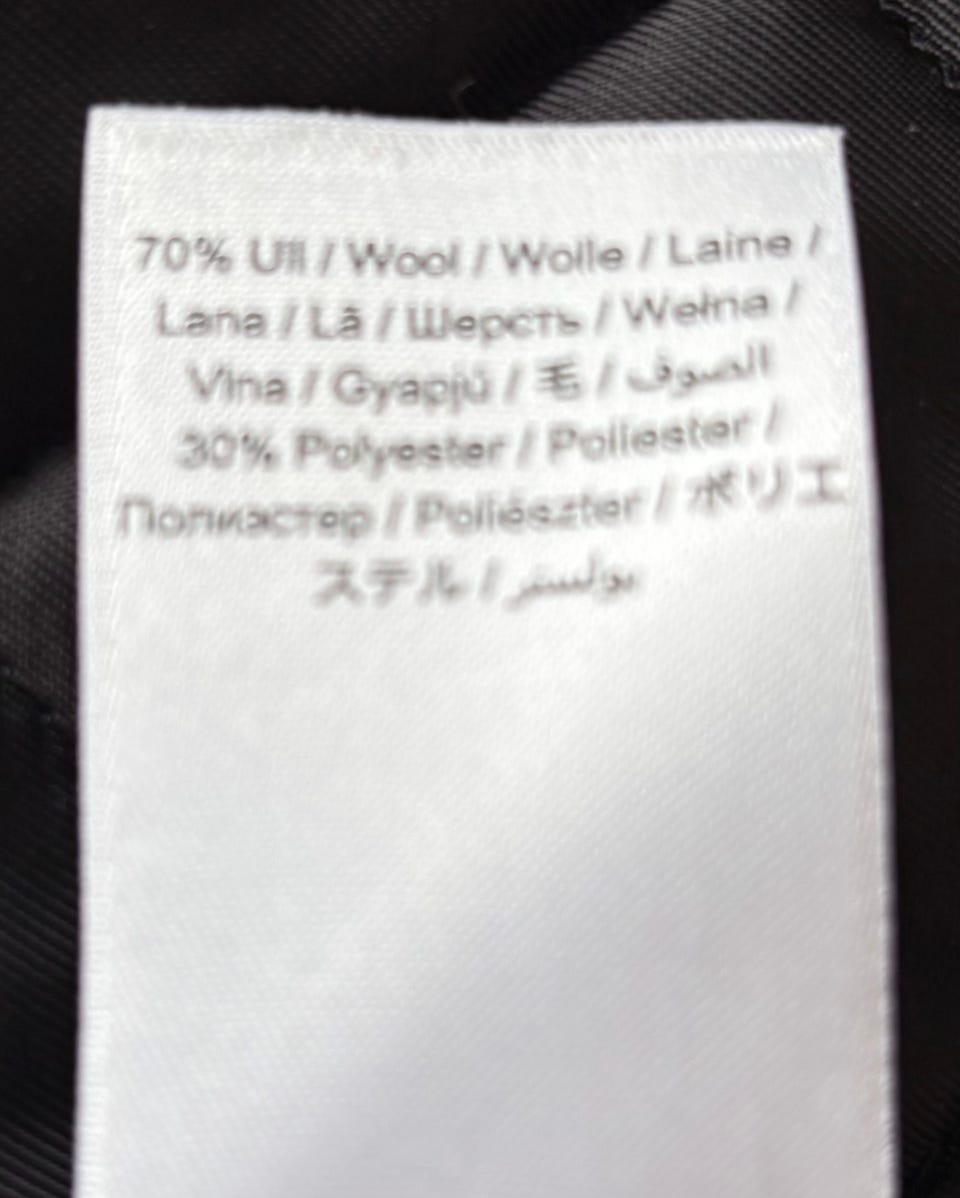 70% Ull / Wool / Wolle / Laine /
Lana / Lã / Шерсть / Wełna /
Vlna / Gyapjú / 毛 / الصوف
30% Polyester / Poliester /
Полиэстер / Poliészter / ポリエ
ステル / بولستر